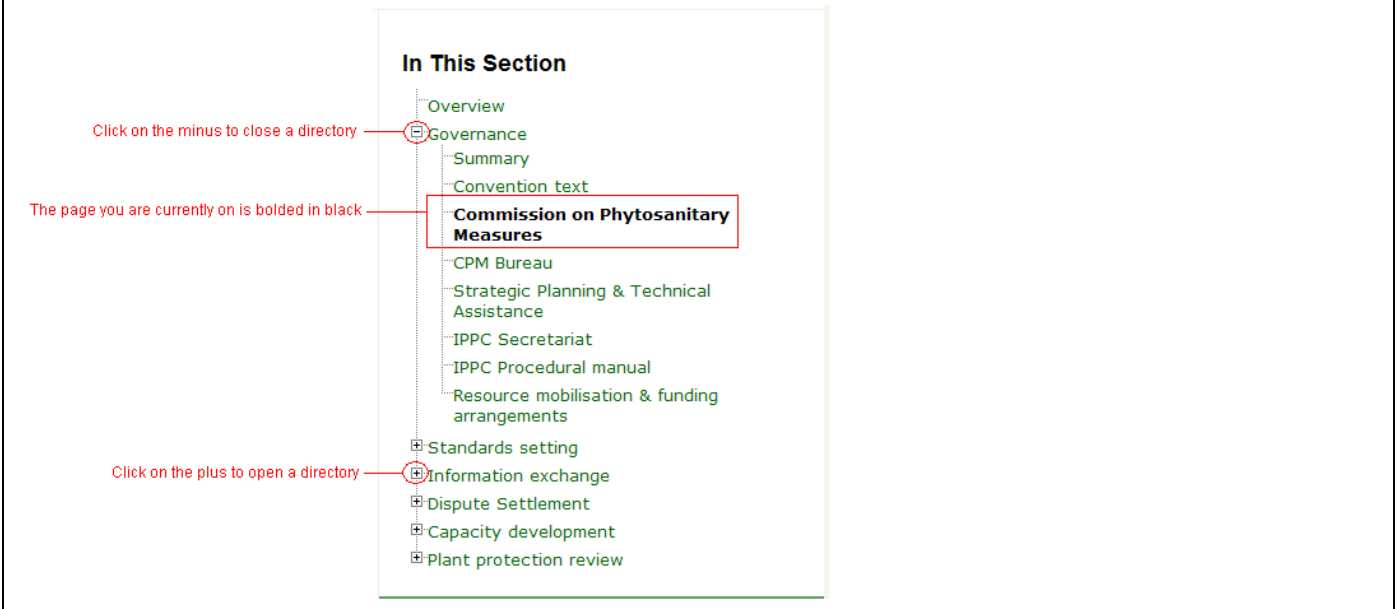 In This Section
Overview
Click on the minus to close a directory
Governance
Summary
Convention text
The page you are currently on is bolded in black
Commission on Phytosanitary
Measures
CPM Bureau
Strategic Planning & Technical
Assistance
IPPC Secretariat
IPPC Procedural manual
Resource mobilisation & funding
arrangements
Standards setting
Click on the plus to open a directory
Information exchange
Dispute Settlement
Capacity development
Plant protection review